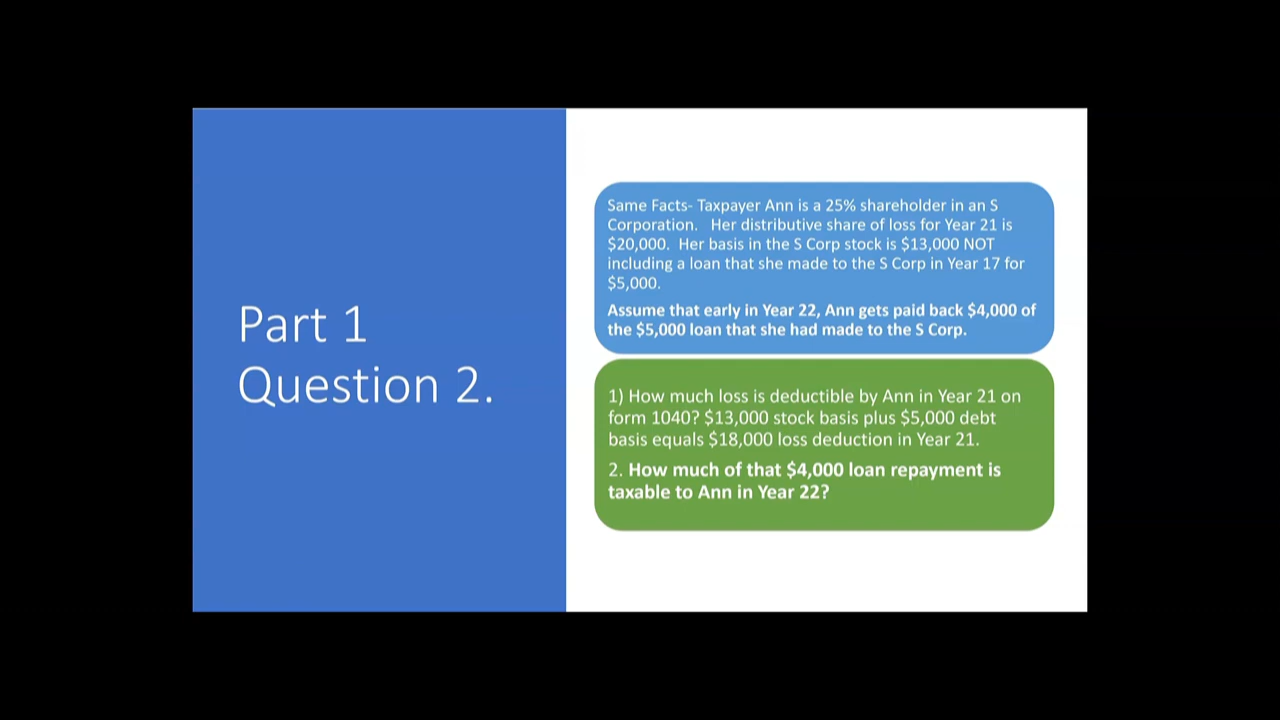 Part 1
Question 2.
Same Facts- Taxpayer Ann is a 25% shareholder in an S
Corporation. Her distributive share of loss for Year 21 is
$20,000. Her basis in the S Corp stock is $13,000 NOT
including a loan that she made to the S Corp in Year 17 for
$5,000.
Assume that early in Year 22, Ann gets paid back $4,000 of
the $5,000 loan that she had made to the S Corp.
1) How much loss is deductible by Ann in Year 21 on
form 1040? $13,000 stock basis plus $5,000 debt
basis equals $18,000 loss deduction in Year 21.
2. How much of that $4,000 loan repayment is
taxable to Ann in Year 22?